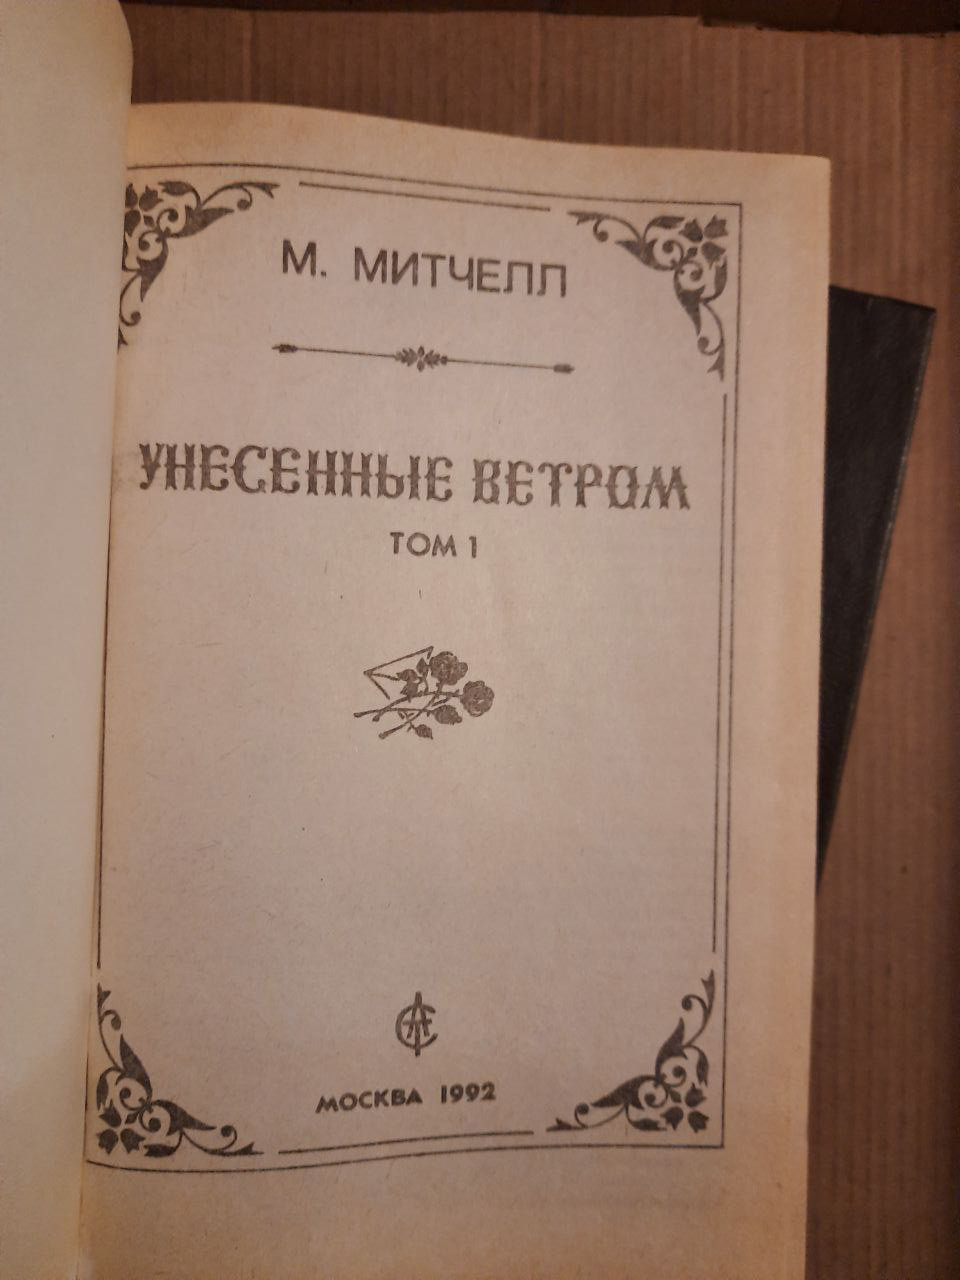 М. МИТЧЕЛЛ
УНЕСЕННЫЕ ВЕТРОМ
ТОМ 1
МОСКВА 1992